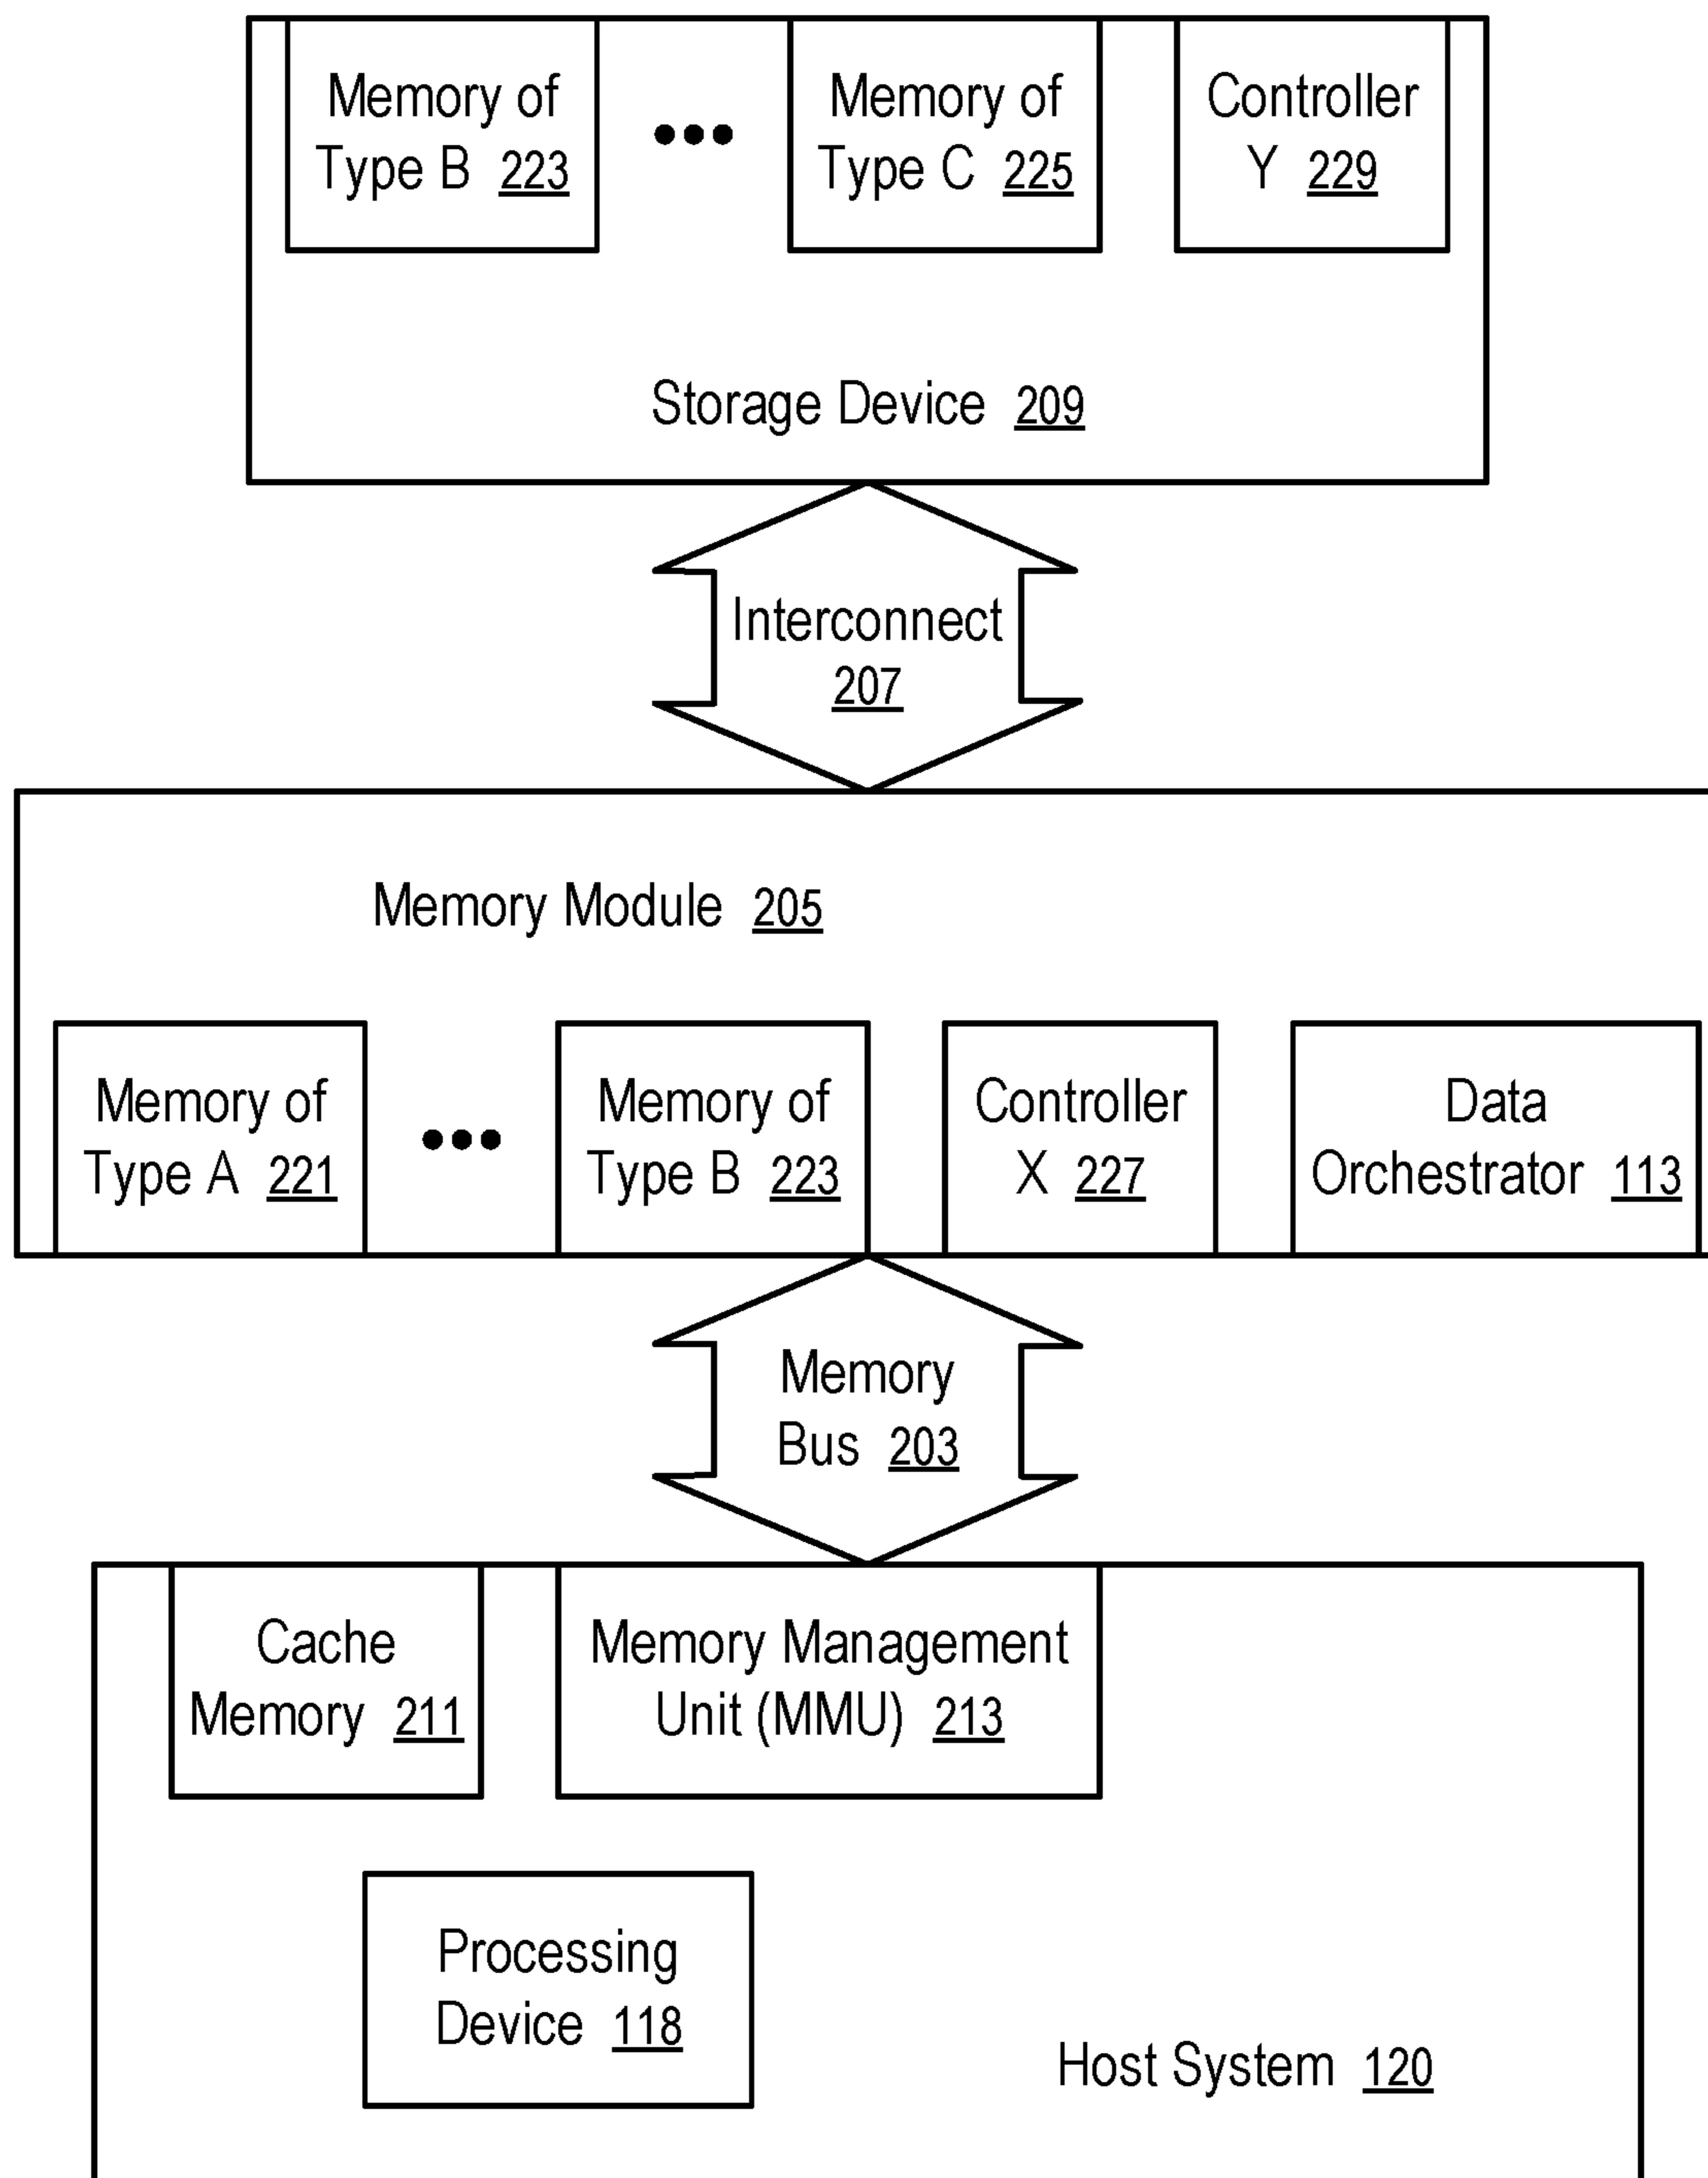 Memory of
Type B 223
Memory of
Type C 225
Controller
Y 229
Storage Device 209
Interconnect
207
Memory Module 205
Memory of
Type A 221
Memory of
Type B 223
Controller
X 227
Data
Orchestrator 113
Memory
Bus 203
Cache
Memory 211
Memory Management
Unit (MMU) 213
Processing
Device 118
Host System 120